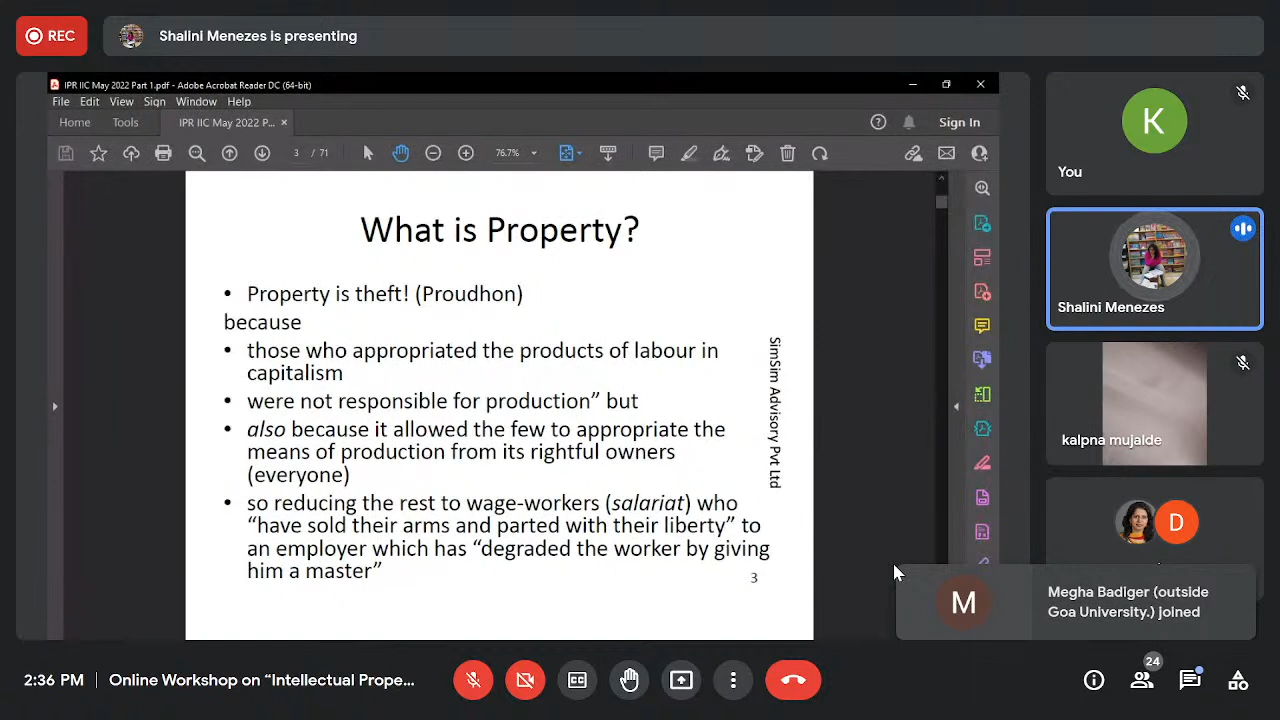 REC
Shalini Menezes is presenting
IPR IIC May 2022 Part 1.pdf - Adobe Acrobat Reader DC (64-bit)
File Edit View Sign Window Help
Home Tools IPR IIC May 2022 P... × Sign In
3 / 71 76.7%
What is Property?
• Property is theft! (Proudhon)
because
• those who appropriated the products of labour in
capitalism
• were not responsible for production” but
• also because it allowed the few to appropriate the
means of production from its rightful owners
(everyone)
• so reducing the rest to wage-workers (salariat) who
“have sold their arms and parted with their liberty” to
an employer which has “degraded the worker by giving
him a master”
3
SimSim Advisory Pvt Ltd
K
You
Shalini Menezes
kalpna mujalde
D
M
Megha Badiger (outside
Goa University.) joined
2:36 PM | Online Workshop on “Intellectual Prope...
24